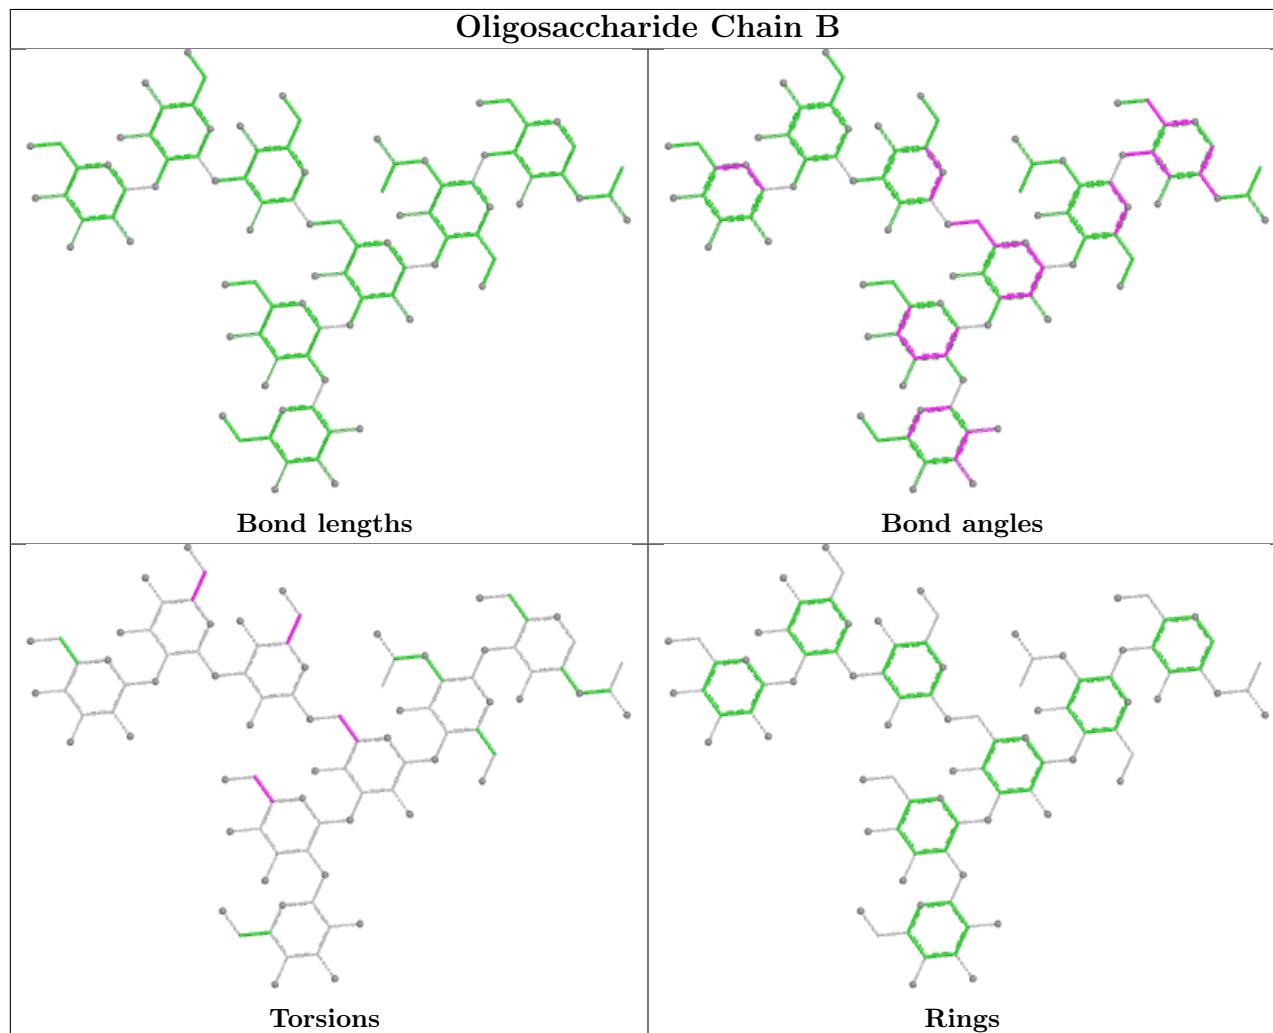 Oligosaccharide Chain B
Bond lengths
Bond angles
Torsions
Rings